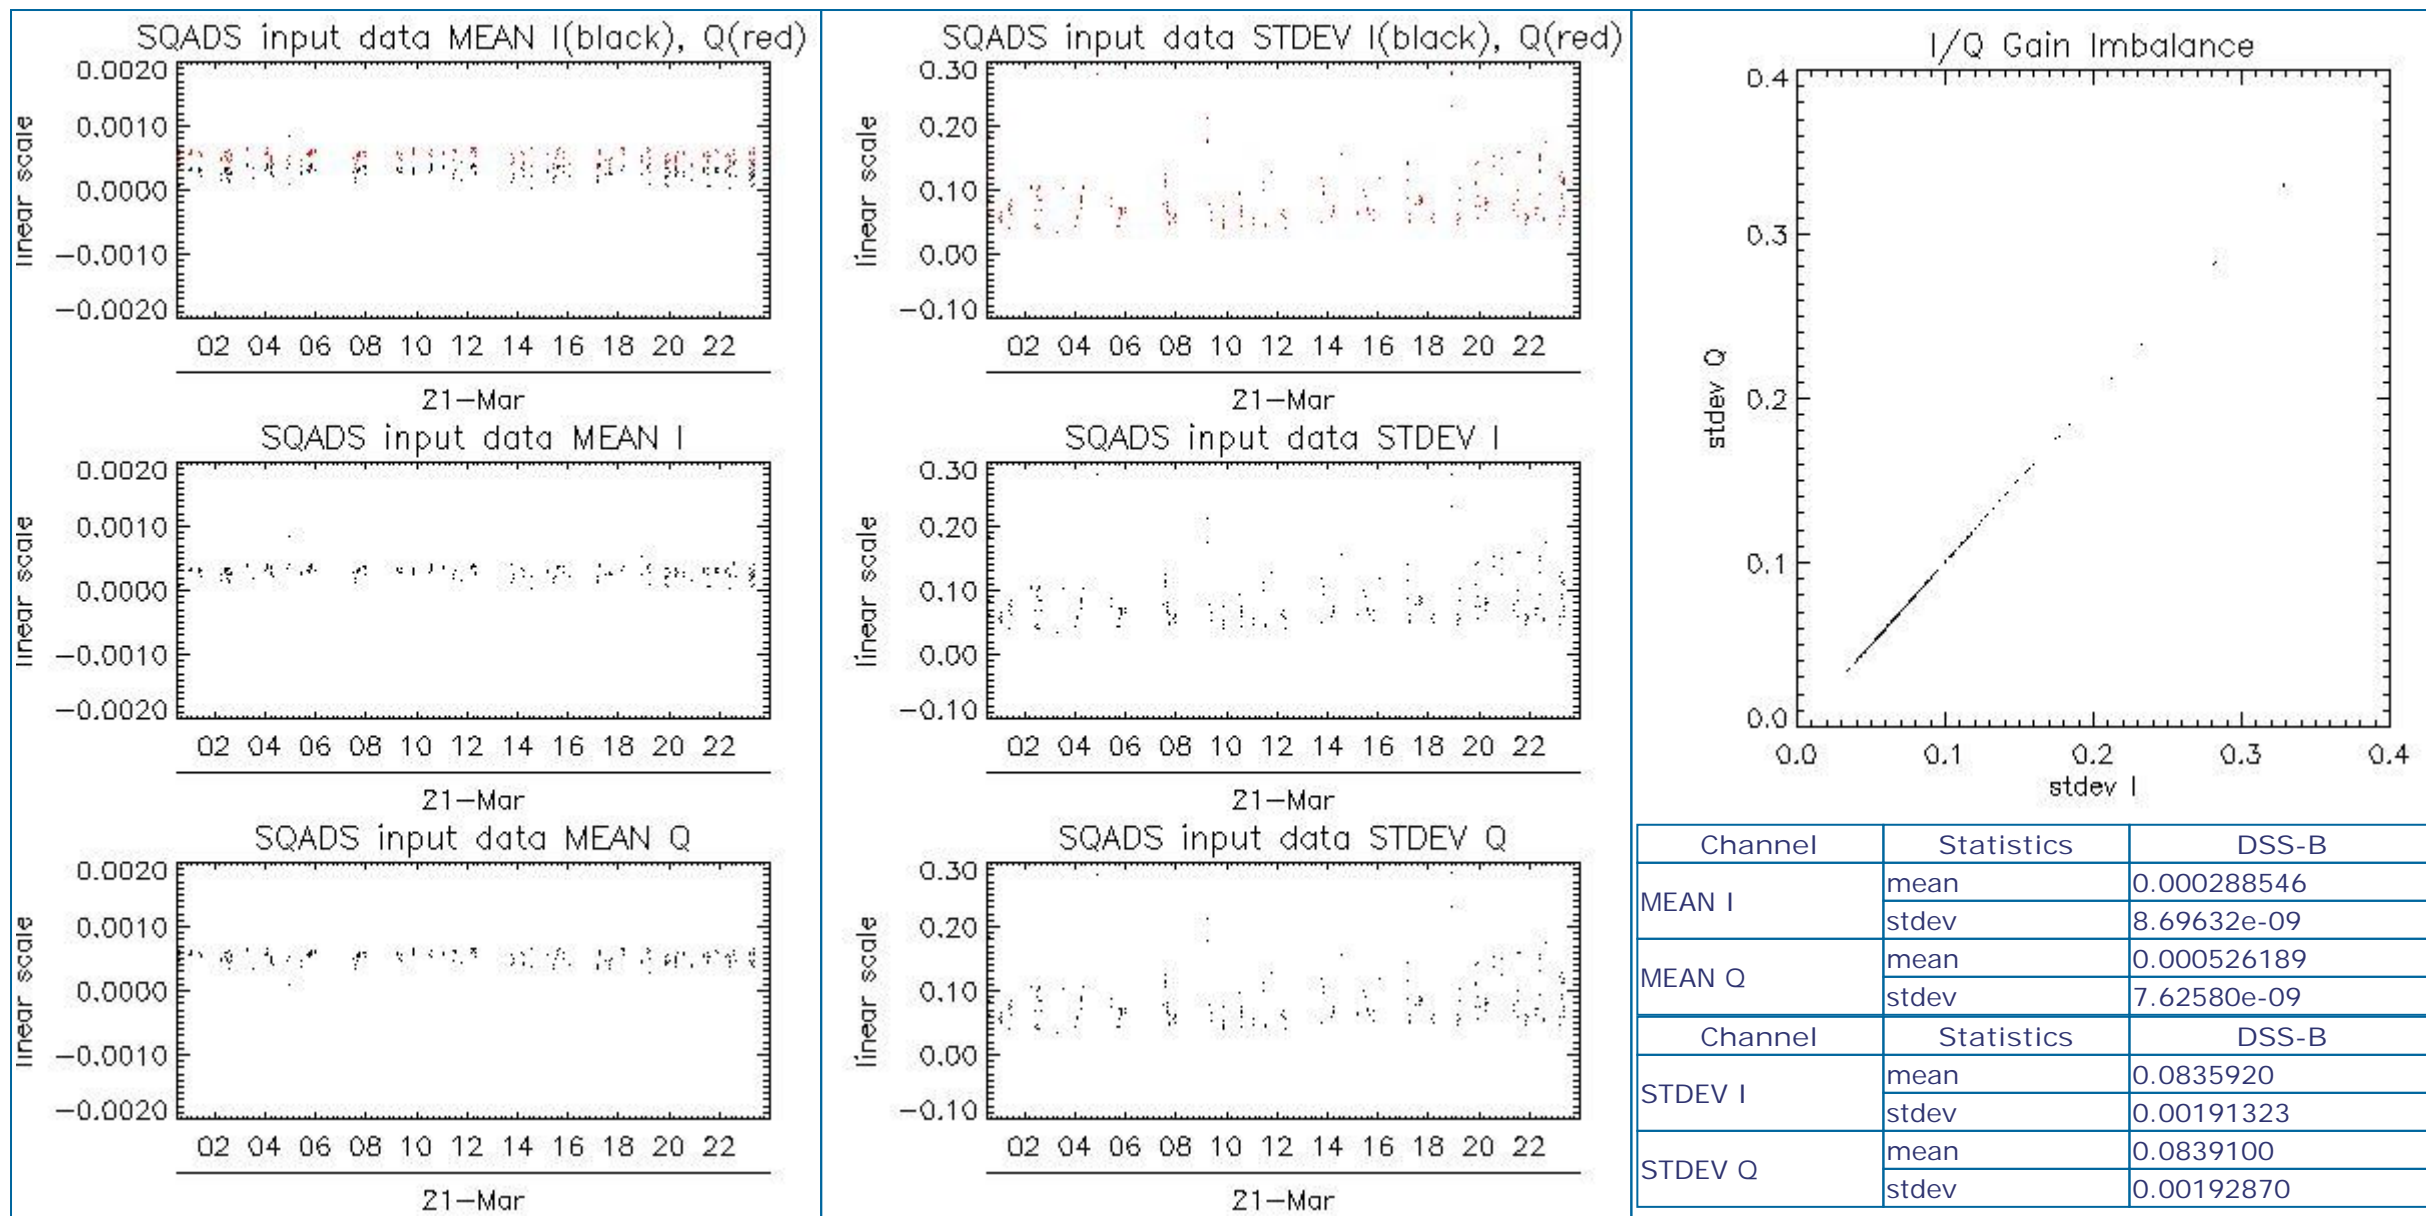 SQADS input data MEAN I(black), Q(red)
linear scale
0.0020
0.0010
0.0000
−0.0010
−0.0020
02 04 06 08 10 12 14 16 18 20 22
21−Mar
SQADS input data MEAN I
linear scale
0.0020
0.0010
0.0000
−0.0010
−0.0020
02 04 06 08 10 12 14 16 18 20 22
21−Mar
SQADS input data MEAN Q
linear scale
0.0020
0.0010
0.0000
−0.0010
−0.0020
02 04 06 08 10 12 14 16 18 20 22
21−Mar
SQADS input data STDEV I(black), Q(red)
linear scale
0.30
0.20
0.10
0.00
−0.10
02 04 06 08 10 12 14 16 18 20 22
21−Mar
SQADS input data STDEV I
linear scale
0.30
0.20
0.10
0.00
−0.10
02 04 06 08 10 12 14 16 18 20 22
21−Mar
SQADS input data STDEV Q
linear scale
0.30
0.20
0.10
0.00
−0.10
02 04 06 08 10 12 14 16 18 20 22
21−Mar
I/Q Gain Imbalance
stdev Q
0.4
0.3
0.2
0.1
0.0
0.0 0.1 0.2 0.3 0.4
stdev I
Channel Statistics DSS-B
MEAN I mean 0.000288546
stdev 8.69632e-09
MEAN Q mean 0.000526189
stdev 7.62580e-09
Channel Statistics DSS-B
STDEV I mean 0.0835920
stdev 0.00191323
STDEV Q mean 0.0839100
stdev 0.00192870